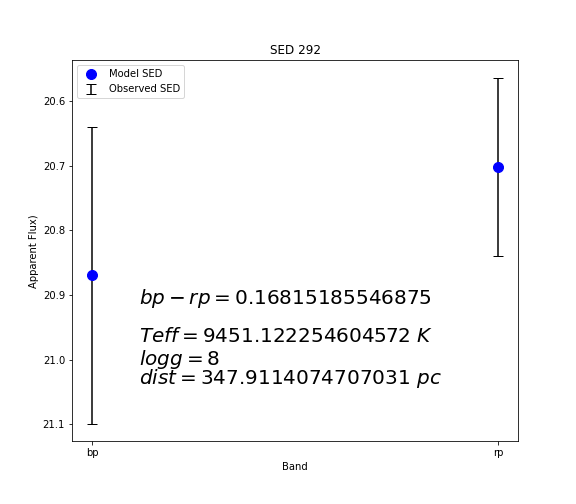 SED 292
Model SED
Observed SED
20.6
20.7
20.8
20.9
21.0
21.1
Apparent Flux)
bp − rp = 0.16815185546875
Teff = 9451.122254604572 K
logg = 8
dist = 347.9114074707031 pc
bp
rp
Band